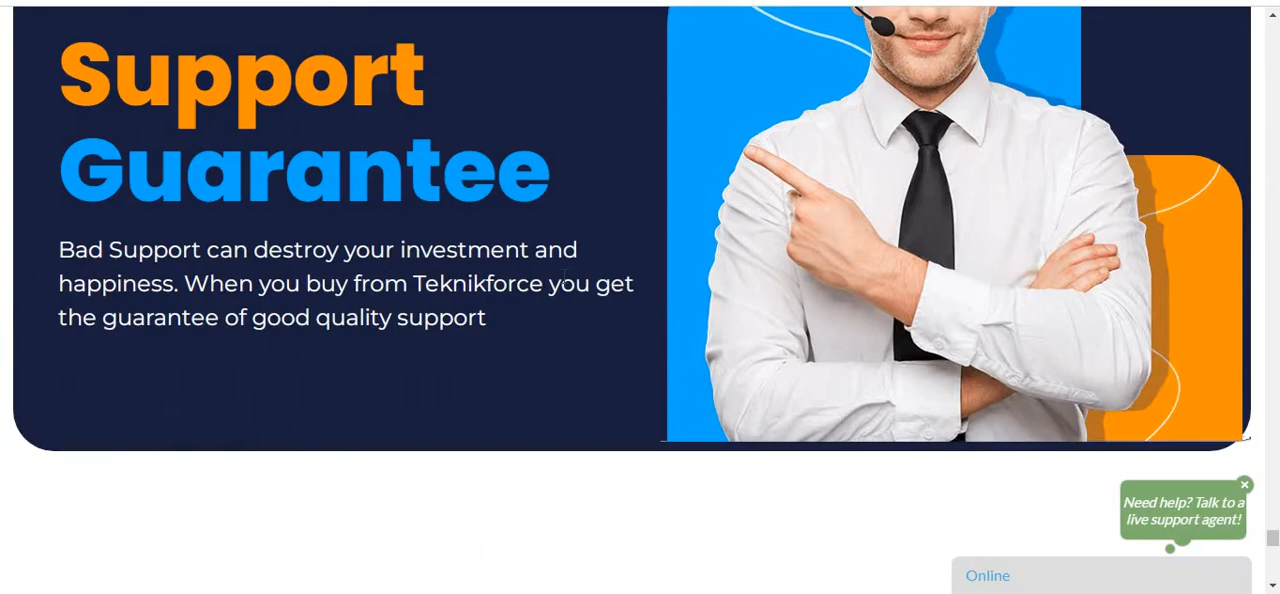 Support
Guarantee
Bad Support can destroy your investment and
happiness. When you buy from Teknikforce you get
the guarantee of good quality support
Need help? Talk to a
live support agent!
Online